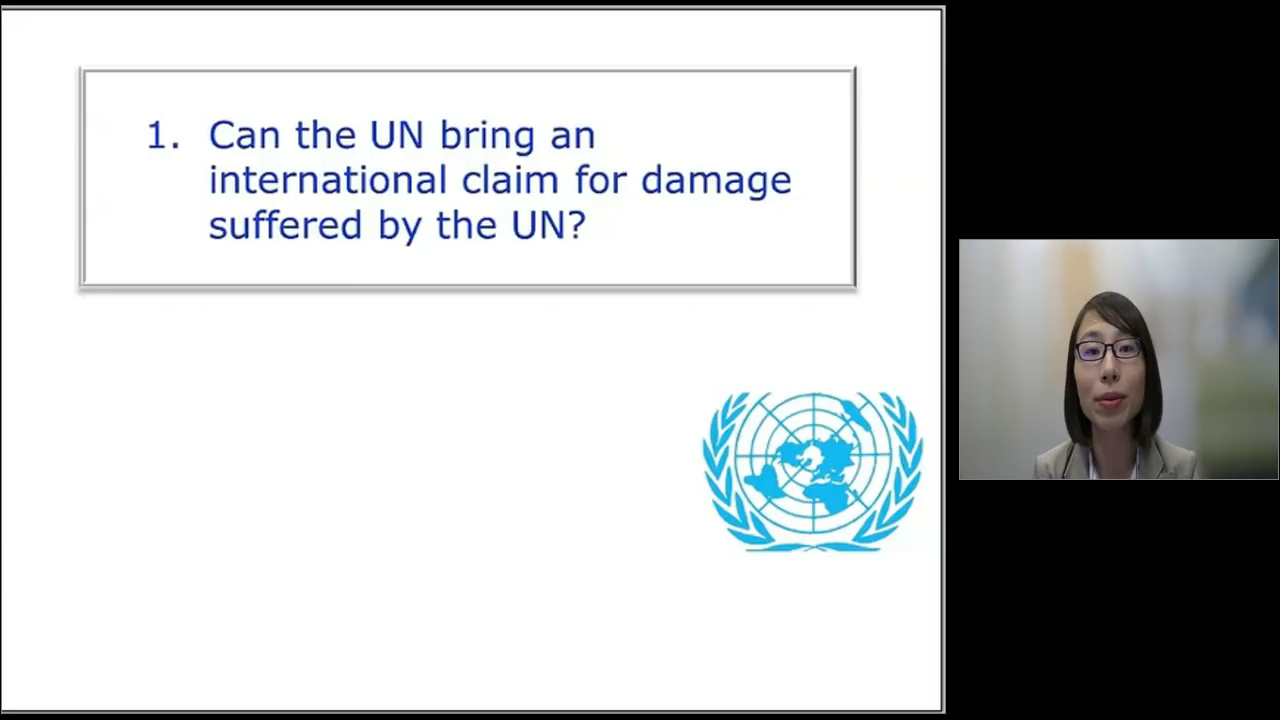 1. Can the UN bring an
international claim for damage
suffered by the UN?